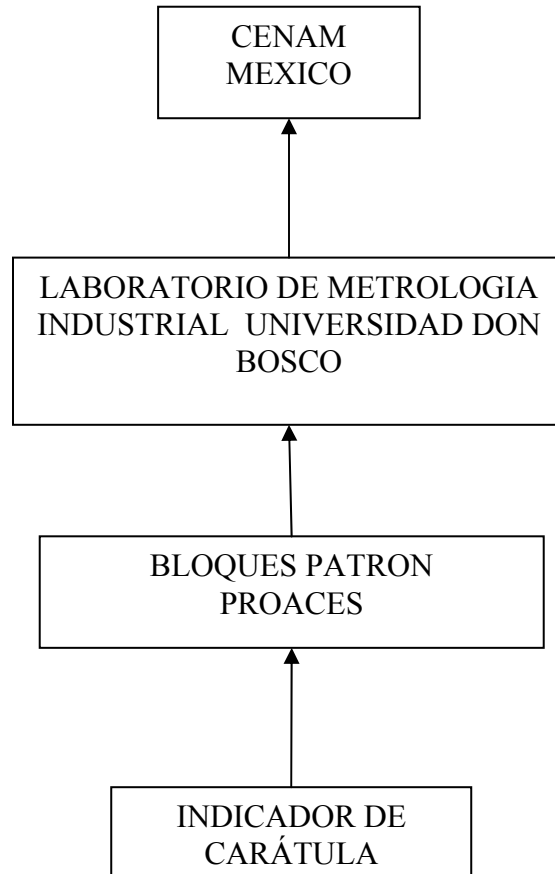 CENAM
MEXICO
LABORATORIO DE METROLOGIA
INDUSTRIAL UNIVERSIDAD DON
BOSCO
BLOQUES PATRON
PROACES
INDICADOR DE
CARÁTULA